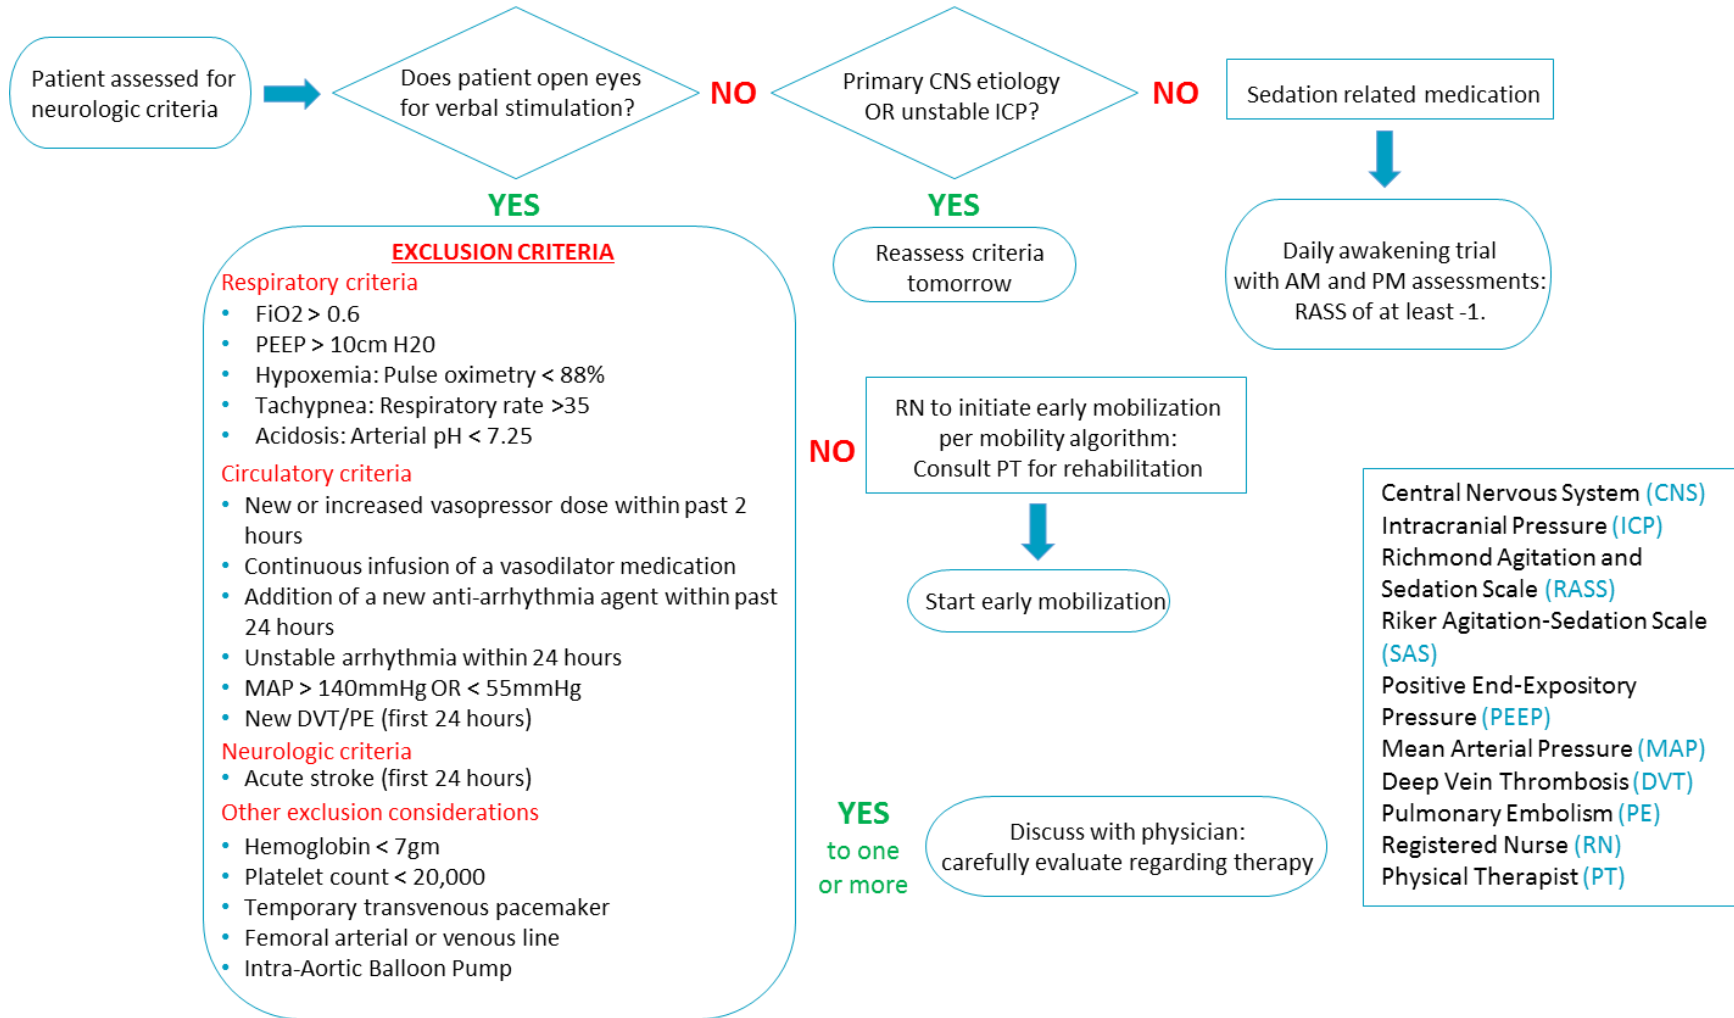 Patient assessed for
neurologic criteria
Does patient open eyes
for verbal stimulation?
NO
Primary CNS etiology
OR unstable ICP?
NO
Sedation related medication
YES
YES
Reassess criteria
tomorrow
Daily awakening trial
with AM and PM assessments:
RASS of at least -1.
EXCLUSION CRITERIA
Respiratory criteria
• FiO2 > 0.6
• PEEP > 10cm H20
• Hypoxemia: Pulse oximetry < 88%
• Tachypnea: Respiratory rate >35
• Acidosis: Arterial pH < 7.25
Circulatory criteria
• New or increased vasopressor dose within past 2
hours
• Continuous infusion of a vasodilator medication
• Addition of a new anti-arrhythmia agent within past
24 hours
• Unstable arrhythmia within 24 hours
• MAP > 140mmHg OR < 55mmHg
• New DVT/PE (first 24 hours)
Neurologic criteria
• Acute stroke (first 24 hours)
Other exclusion considerations
• Hemoglobin < 7gm
• Platelet count < 20,000
• Temporary transvenous pacemaker
• Femoral arterial or venous line
• Intra-Aortic Balloon Pump
NO
RN to initiate early mobilization
per mobility algorithm:
Consult PT for rehabilitation
Start early mobilization
YES
to one
or more
Discuss with physician:
carefully evaluate regarding therapy
Central Nervous System (CNS)
Intracranial Pressure (ICP)
Richmond Agitation and
Sedation Scale (RASS)
Riker Agitation-Sedation Scale
(SAS)
Positive End-Expository
Pressure (PEEP)
Mean Arterial Pressure (MAP)
Deep Vein Thrombosis (DVT)
Pulmonary Embolism (PE)
Registered Nurse (RN)
Physical Therapist (PT)